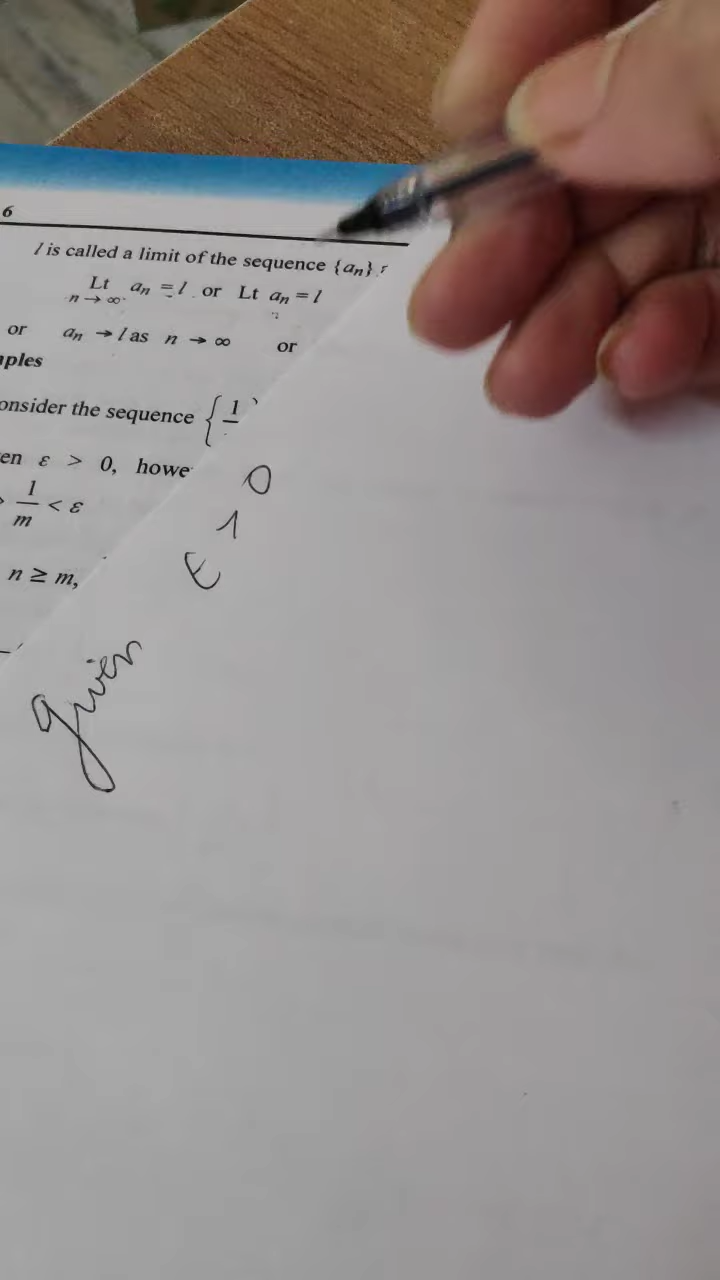 6
l is called a limit of the sequence {aₙ}
Lt aₙ = l or Lt aₙ = l
n → ∞
or aₙ → l as n → ∞ or
ples
onsider the sequence { 1
en ε > 0, howe
1/m < ε
n ≥ m,
given ε > 0